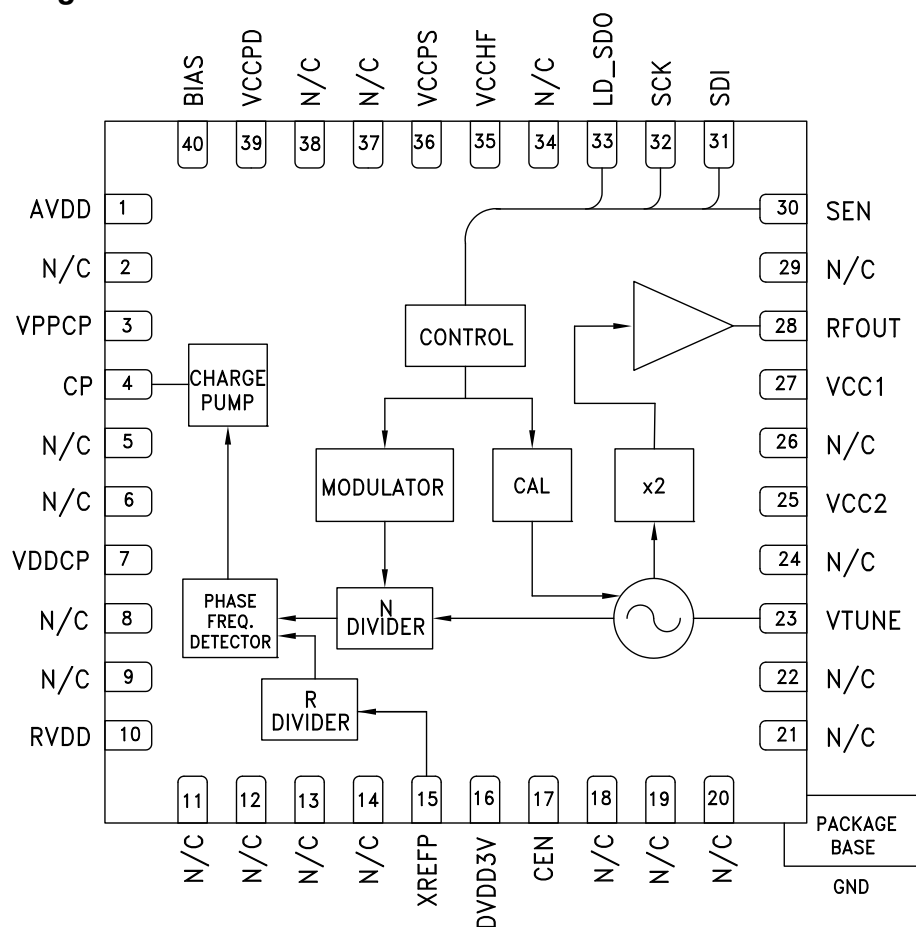 BIAS
VCCPD
N/C
N/C
VCCPS
VCCHF
N/C
LD_SDO
SCK
SDI
40
39
38
37
36
35
34
33
32
31
AVDD 1
N/C 2
VPPCP 3
CP 4
N/C 5
N/C 6
VDDCP 7
N/C 8
N/C 9
RVDD 10
30 SEN
29 N/C
28 RFOUT
27 VCC1
26 N/C
25 VCC2
24 N/C
23 VTUNE
22 N/C
21 N/C
CONTROL
CHARGE
PUMP
MODULATOR
CAL
x2
PHASE
FREQ.
DETECTOR
N
DIVIDER
R
DIVIDER
11
12
13
14
15
16
17
18
19
20
N/C
N/C
N/C
N/C
XREFP
DVDD3V
CEN
N/C
N/C
N/C
PACKAGE
BASE
GND